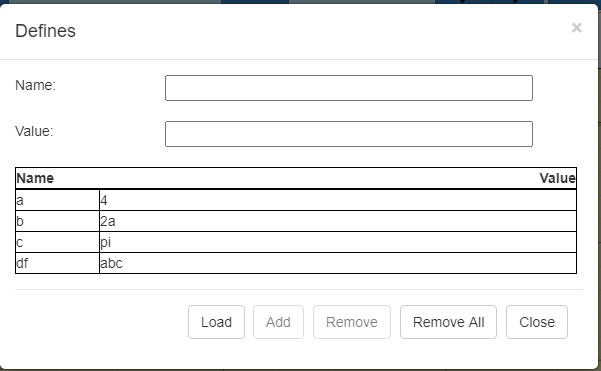 Defines ×
Name:
Value:
Name Value
a 4
b 2a
c pi
df abc
Load Add Remove Remove All Close